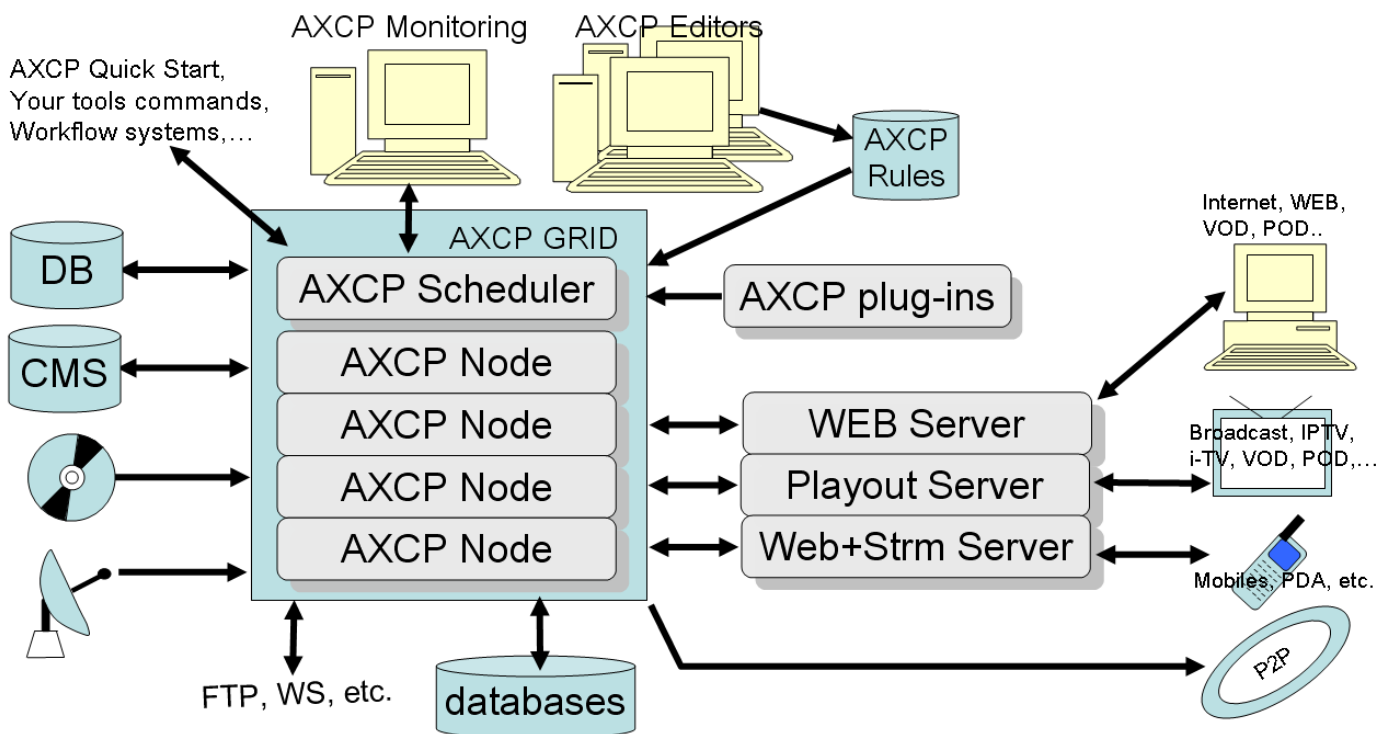 AXCP Monitoring
AXCP Editors
AXCP Quick Start,
Your tools commands,
Workflow systems,…
AXCP
Rules
Internet, WEB,
VOD, POD..
DB
AXCP GRID
AXCP Scheduler
AXCP plug-ins
CMS
AXCP Node
AXCP Node
WEB Server
Broadcast, IPTV,
i-TV, VOD, POD,…
AXCP Node
Playout Server
AXCP Node
Web+Strm Server
Mobiles, PDA, etc.
P2P
FTP, WS, etc.
databases